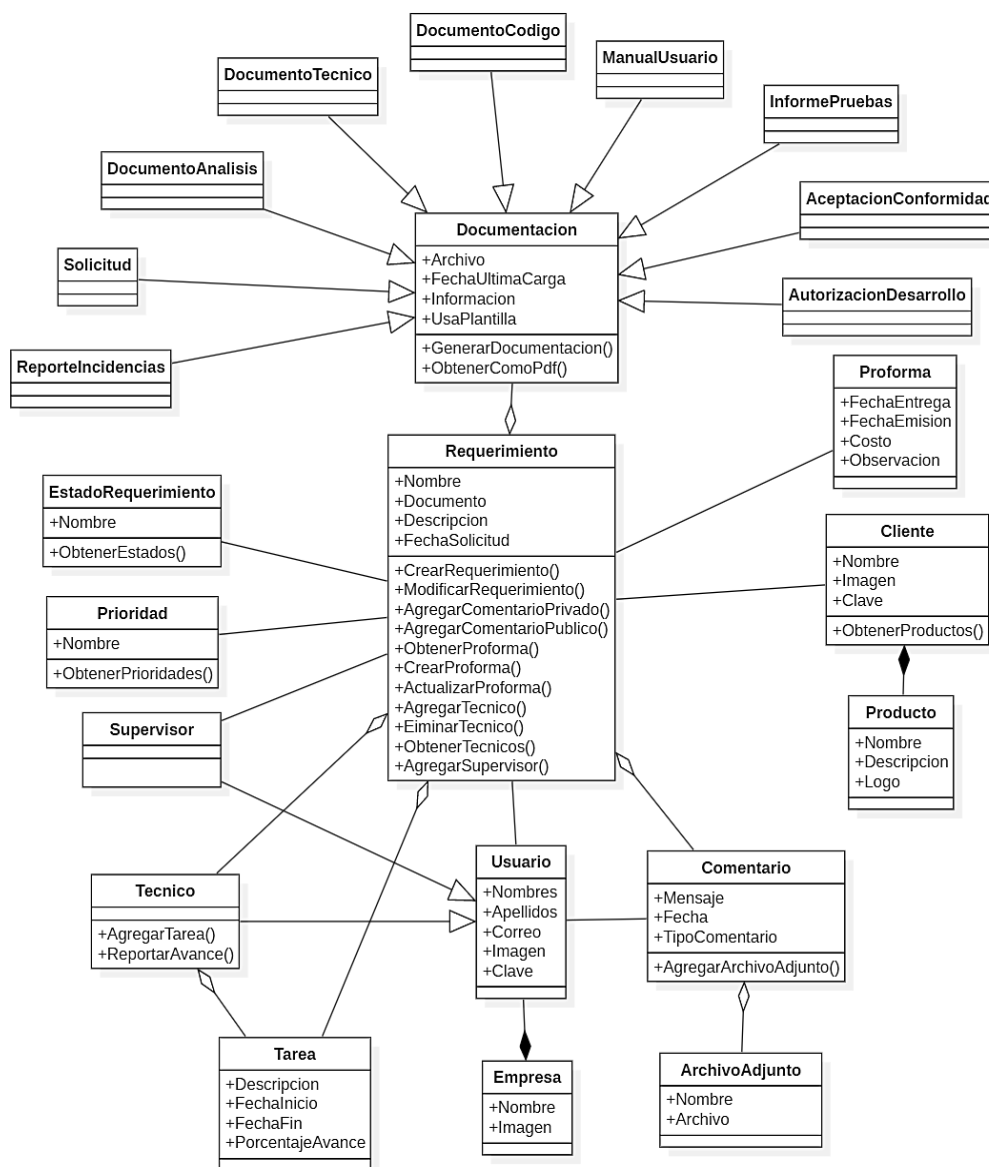 DocumentoCodigo
ManualUsuario
DocumentoTecnico
InformePruebas
DocumentoAnalisis
AceptacionConformidad
Solicitud
AutorizacionDesarrollo
ReporteIncidencias
Documentacion
+Archivo
+FechaUltimaCarga
+Informacion
+UsaPlantilla
+GenerarDocumentacion()
+ObtenerComoPdf()
Proforma
+FechaEntrega
+FechaEmision
+Costo
+Observacion
Requerimiento
+Nombre
+Documento
+Descripcion
+FechaSolicitud
+CrearRequerimiento()
+ModificarRequerimiento()
+AgregarComentarioPrivado()
+AgregarComentarioPublico()
+ObtenerProforma()
+CrearProforma()
+ActualizarProforma()
+AgregarTecnico()
+EiminarTecnico()
+ObtenerTecnicos()
+AgregarSupervisor()
EstadoRequerimiento
+Nombre
+ObtenerEstados()
Prioridad
+Nombre
+ObtenerPrioridades()
Supervisor
Cliente
+Nombre
+Imagen
+Clave
+ObtenerProductos()
Producto
+Nombre
+Descripcion
+Logo
Tecnico
+AgregarTarea()
+ReportarAvance()
Usuario
+Nombres
+Apellidos
+Correo
+Imagen
+Clave
Comentario
+Mensaje
+Fecha
+TipoComentario
+AgregarArchivoAdjunto()
Tarea
+Descripcion
+FechaInicio
+FechaFin
+PorcentajeAvance
Empresa
+Nombre
+Imagen
ArchivoAdjunto
+Nombre
+Archivo